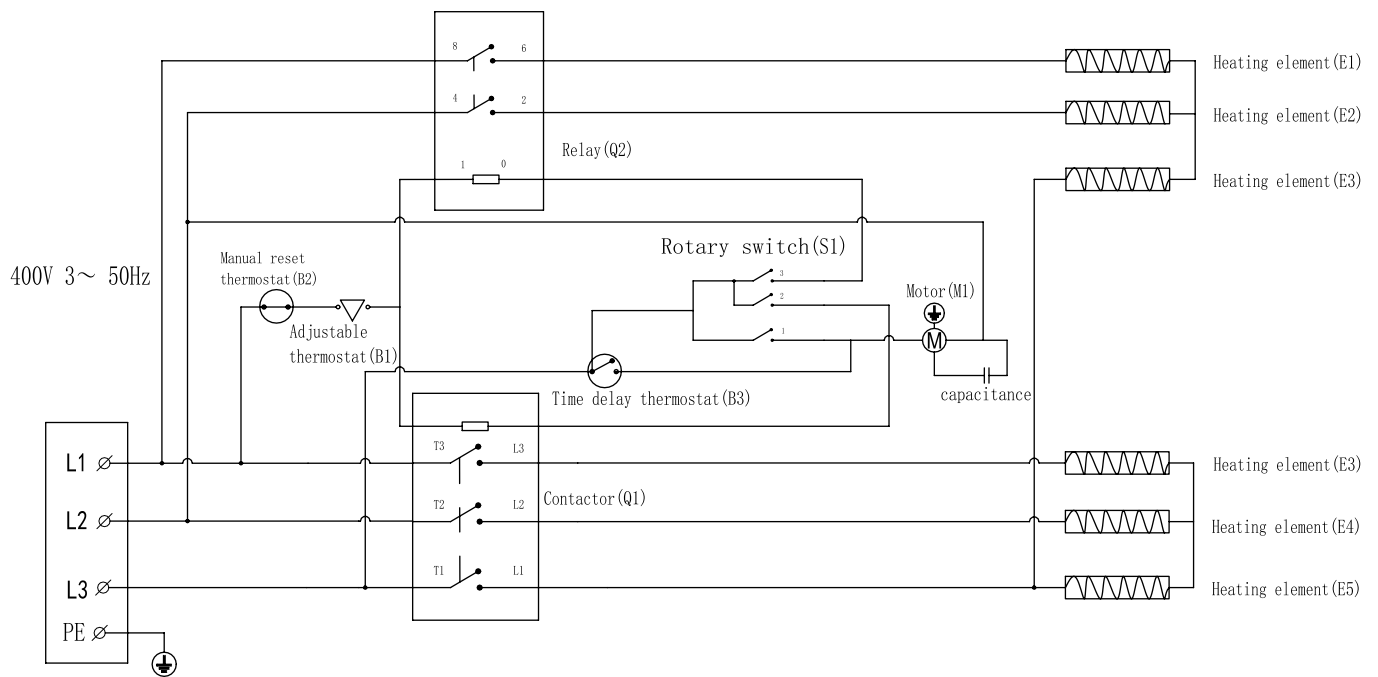 8
6
Heating element(E1)
4
2
Heating element(E2)
Relay(Q2)
1
0
Heating element(E3)
Rotary switch(S1)
400V 3～ 50Hz
Manual reset
thermostat(B2)
3
2
1
Motor(M1)
M
Adjustable
thermostat(B1)
Time delay thermostat(B3)
capacitance
L1
T3
L3
Heating element(E3)
Contactor(Q1)
L2
T2
L2
Heating element(E4)
L3
T1
L1
Heating element(E5)
PE